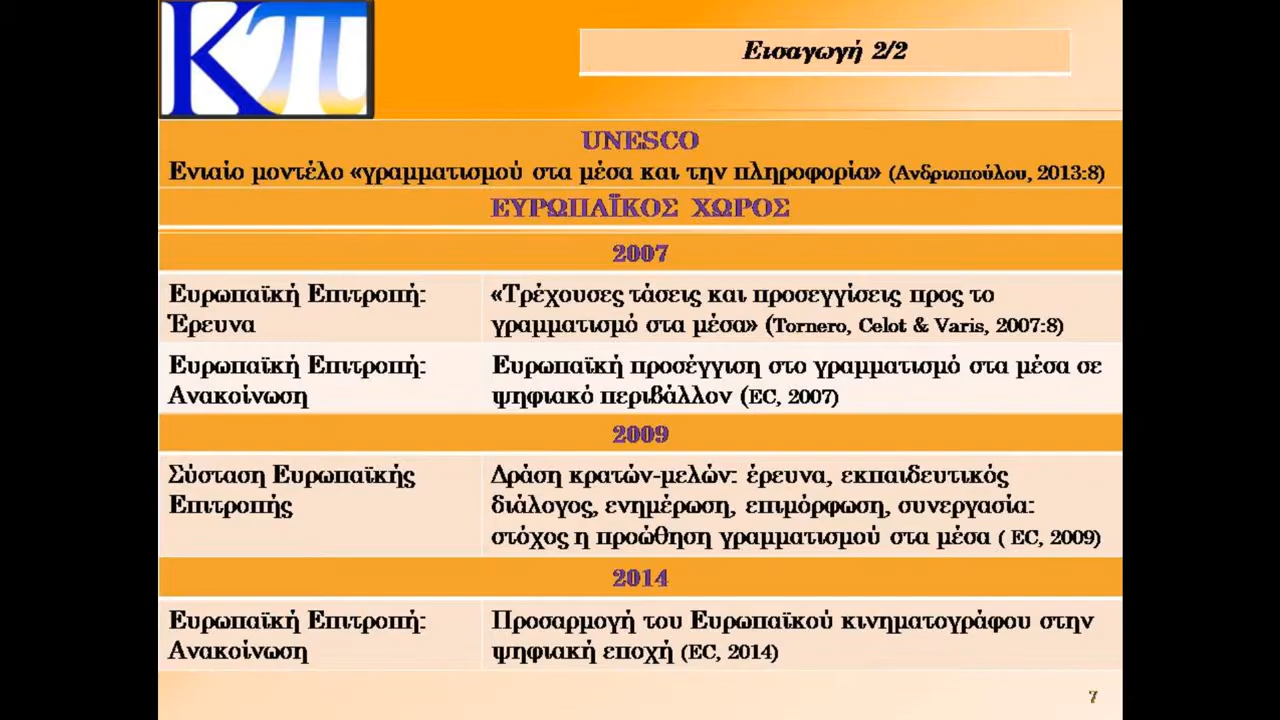 Κπ
Εισαγωγή 2/2
UNESCO
Ενιαίο μοντέλο «γραμματισμού στα μέσα και την πληροφορία» (Ανδριοπούλου, 2013:8)
ΕΥΡΩΠΑΪΚΟΣ ΧΩΡΟΣ
2007
Ευρωπαϊκή Επιτροπή:
Έρευνα
«Τρέχουσες τάσεις και προσεγγίσεις προς το
γραμματισμό στα μέσα» (Tornero, Celot & Varis, 2007:8)
Ευρωπαϊκή Επιτροπή:
Ανακοίνωση
Ευρωπαϊκή προσέγγιση στο γραμματισμό στα μέσα σε
ψηφιακό περιβάλλον (EC, 2007)
2009
Σύσταση Ευρωπαϊκής
Επιτροπής
Δράση κρατών-μελών: έρευνα, εκπαιδευτικός
διάλογος, ενημέρωση, επιμόρφωση, συνεργασία:
στόχος η προώθηση γραμματισμού στα μέσα ( EC, 2009)
2014
Ευρωπαϊκή Επιτροπή:
Ανακοίνωση
Προσαρμογή του Ευρωπαϊκού κινηματογράφου στην
ψηφιακή εποχή (EC, 2014)
7